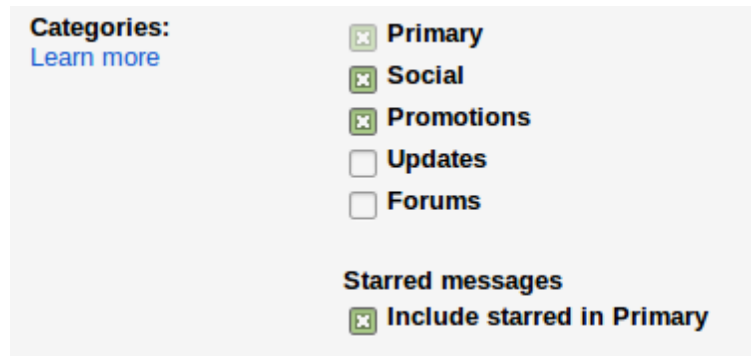 Categories:
Learn more
Primary
Social
Promotions
Updates
Forums
Starred messages
Include starred in Primary